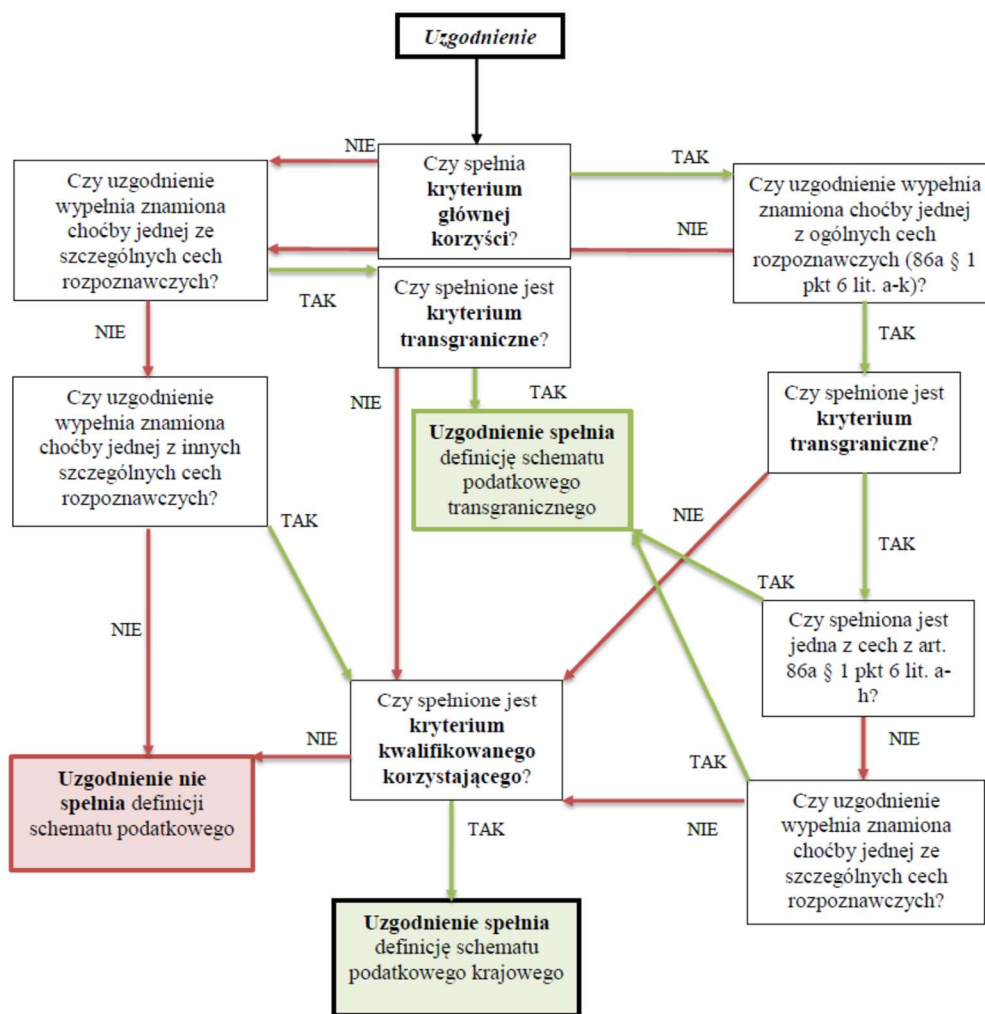 Uzgodnienie
NIE
TAK
Czy uzgodnienie
wypełnia znamiona
choćby jednej ze
szczególnych cech
rozpoznawczych?
Czy spełnia
kryterium
głównej
korzyści?
Czy uzgodnienie wypełnia
znamiona choćby jednej
z ogólnych cech
rozpoznawczych (86a § 1
pkt 6 lit. a-k)?
NIE
TAK
Czy spełnione jest
kryterium
transgraniczne?
NIE
TAK
Czy uzgodnienie
wypełnia znamiona
choćby jednej z innych
szczególnych cech
rozpoznawczych?
NIE
TAK
Uzgodnienie spełnia
definicję schematu
podatkowego
transgranicznego
Czy spełnione jest
kryterium
transgraniczne?
TAK
NIE
TAK
NIE
TAK
Czy spełniona jest
jedna z cech z art.
86a § 1 pkt 6 lit. a-
h?
Czy spełnione jest
kryterium
kwalifikowanego
korzystającego?
NIE
NIE
TAK
Uzgodnienie nie
spełnia definicji
schematu podatkowego
TAK
NIE
Czy uzgodnienie
wypełnia znamiona
choćby jednej ze
szczególnych cech
rozpoznawczych?
Uzgodnienie spełnia
definicję schematu
podatkowego krajowego